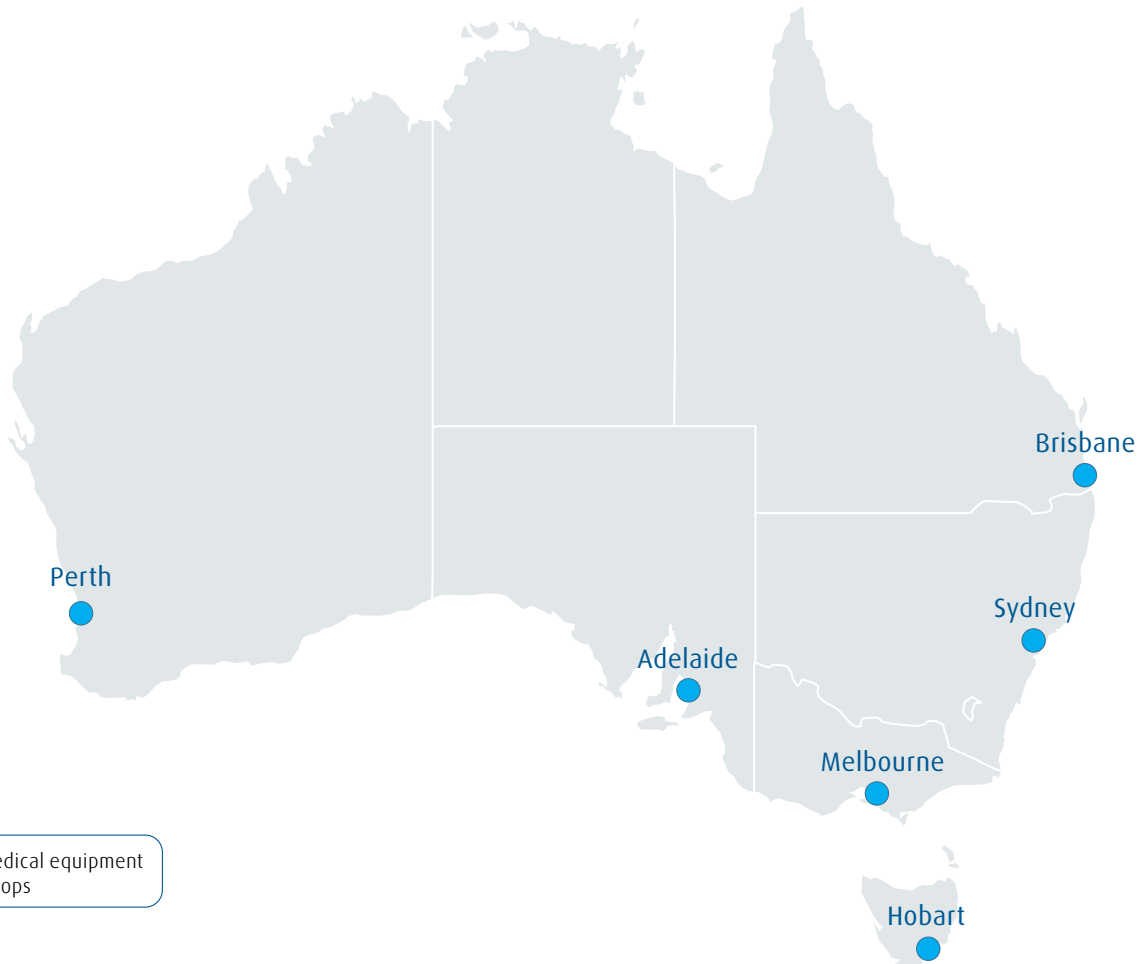 Brisbane
Perth
Sydney
Adelaide
Melbourne
edical equipment
ops
Hobart